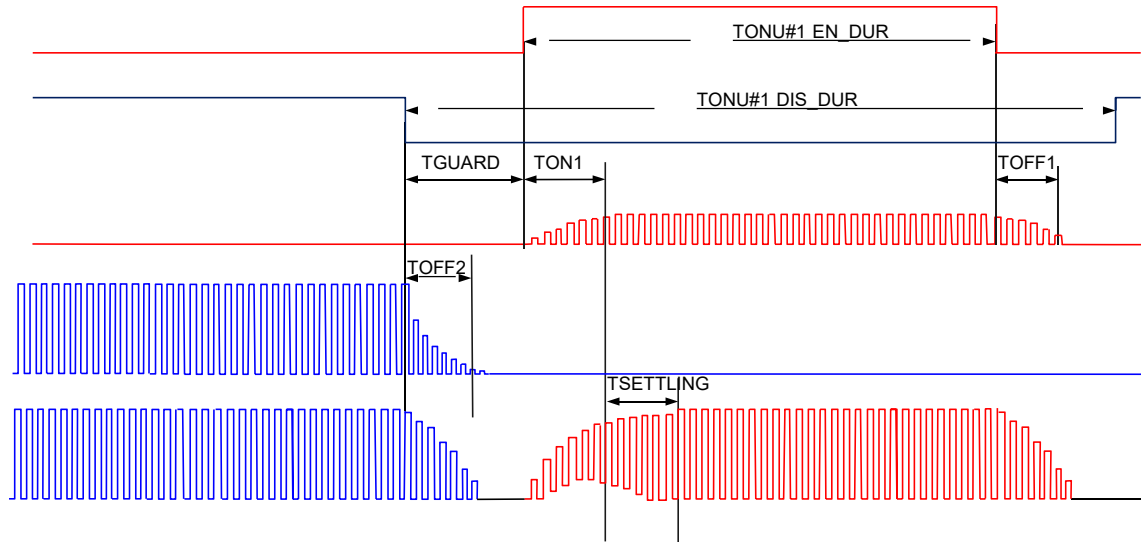 TONU#1 EN_DUR
TONU#1 DIS_DUR
TGUARD TON1 TOFF1
TOFF2
TSETTLING